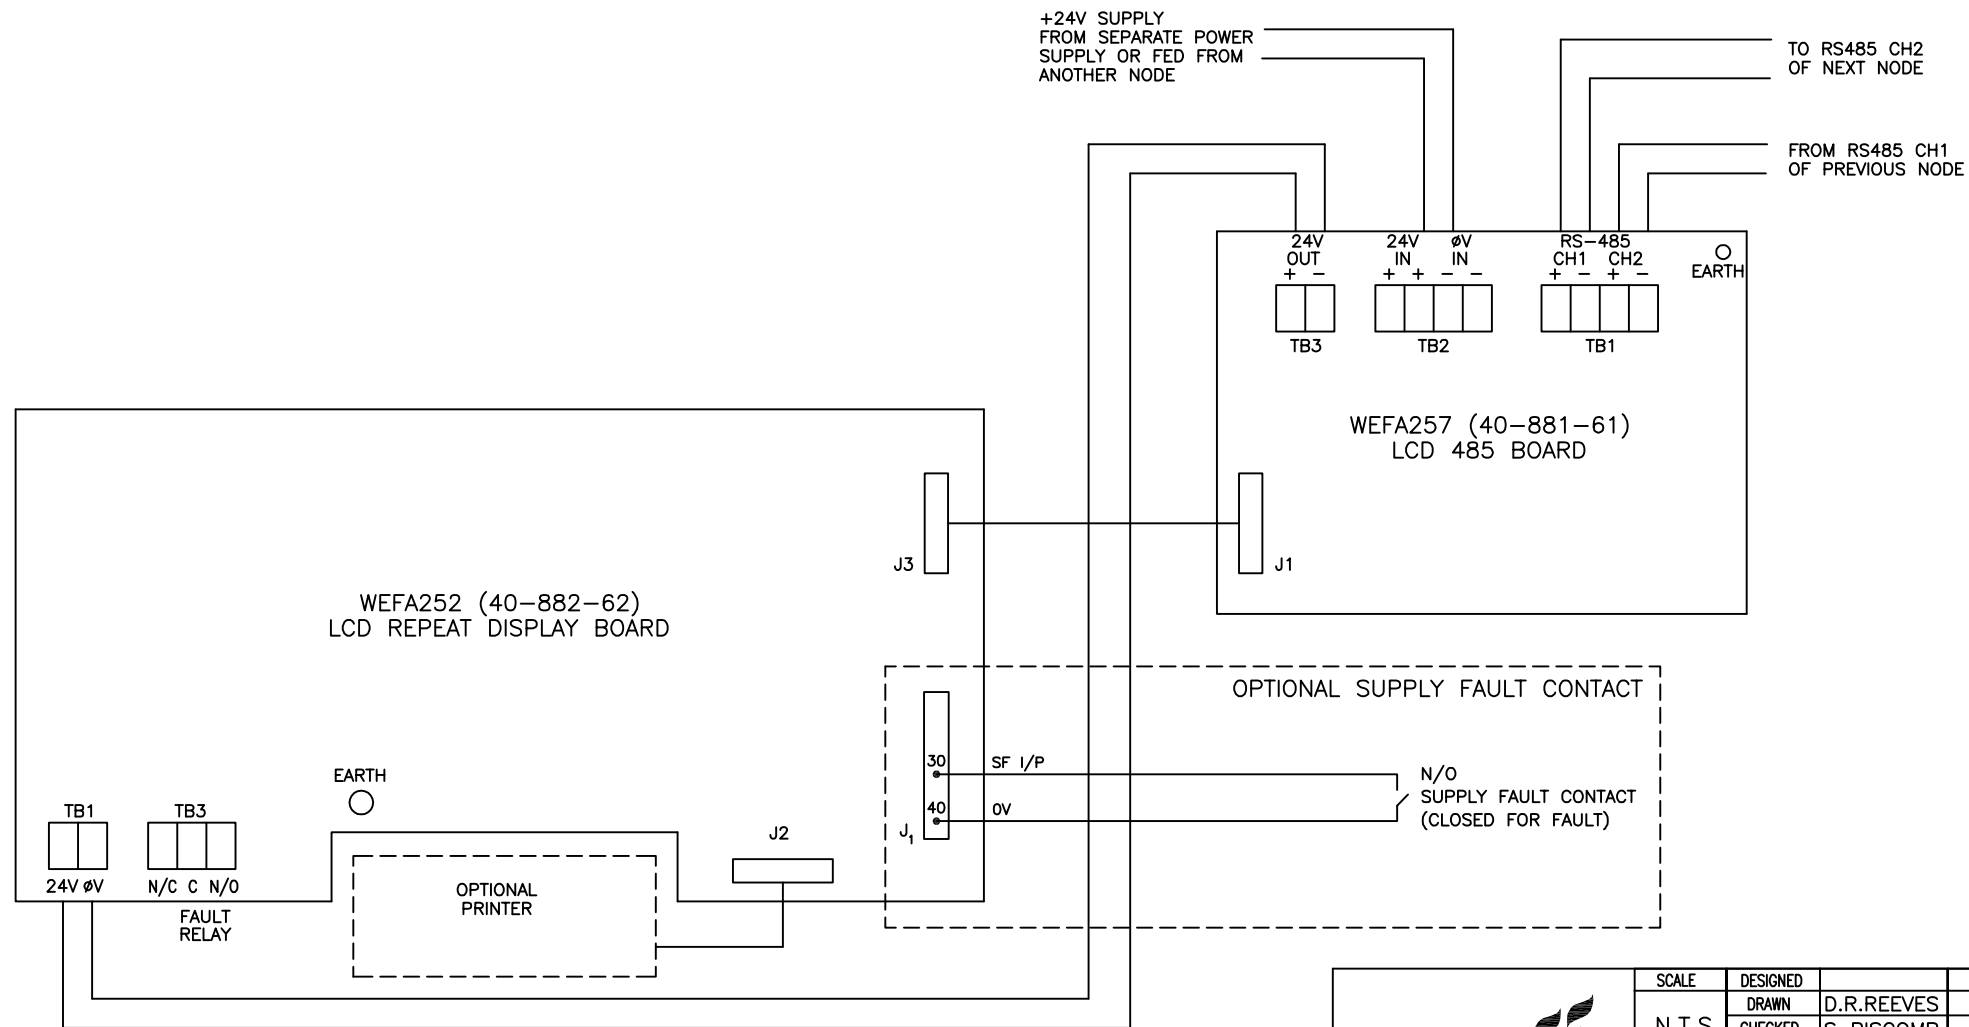 +24V SUPPLY
FROM SEPARATE POWER
SUPPLY OR FED FROM
ANOTHER NODE
TO RS485 CH2
OF NEXT NODE
FROM RS485 CH1
OF PREVIOUS NODE
24V OUT
+ −
TB3
24V IN øV IN
+ + − −
TB2
RS−485
CH1 CH2
+ − + −
TB1
EARTH
WEFA257 (40−881−61)
LCD 485 BOARD
J3
J1
WEFA252 (40−882−62)
LCD REPEAT DISPLAY BOARD
OPTIONAL SUPPLY FAULT CONTACT
30 SF I/P
40 0V
J1
N/O
SUPPLY FAULT CONTACT
(CLOSED FOR FAULT)
EARTH
TB1
24V øV
TB3
N/C C N/O
FAULT
RELAY
J2
OPTIONAL
PRINTER
SCALE DESIGNED
DRAWN D.R.REEVES
N.T.S